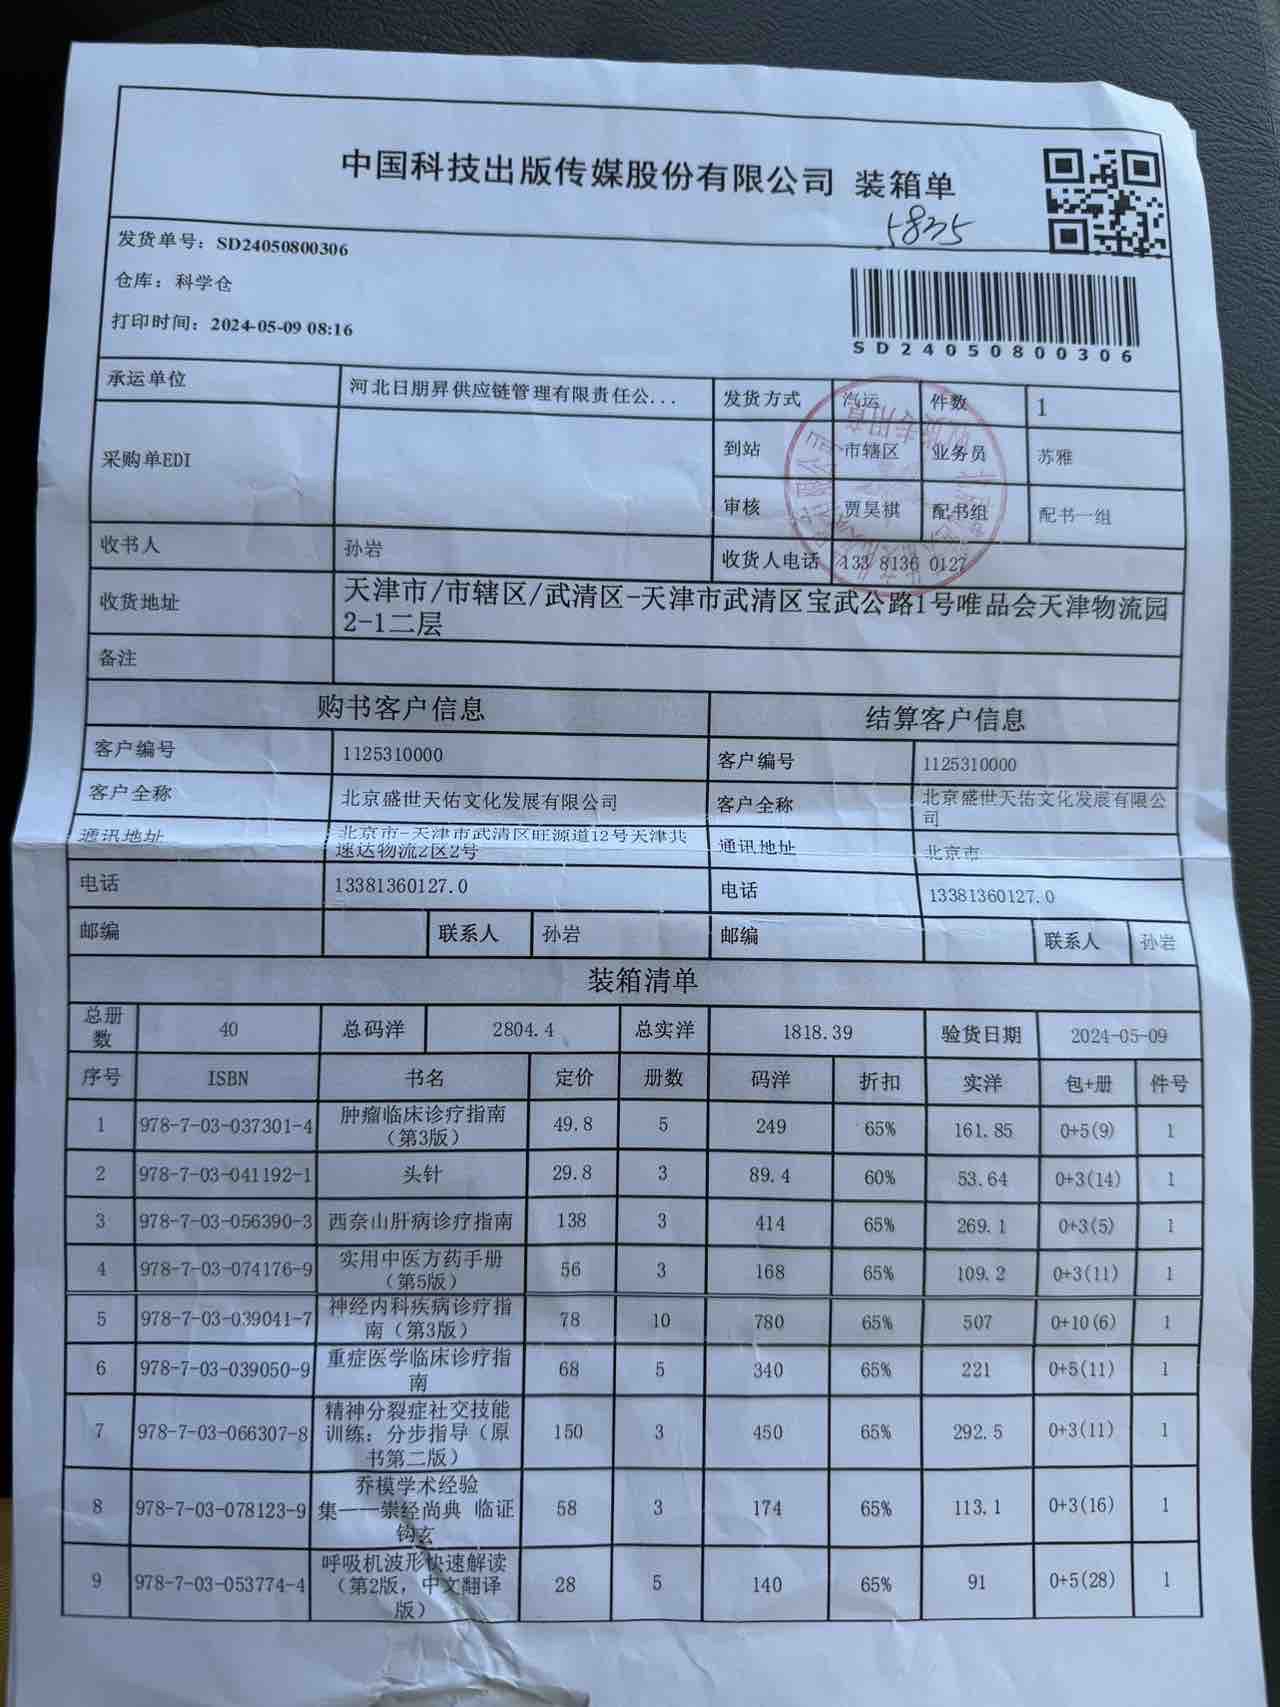 中国科技出版传媒股份有限公司 装箱单
5835
发货单号：SD24050800306
仓库：科学仓
打印时间：2024-05-09 08:16
SD24050800306
承运单位 河北日朋昇供应链管理有限责任公... 发货方式 汽运 件数 1
采购单EDI 到站 市辖区 业务员 苏雅
审核 贾昊祺 配书组 配书一组
收书人 孙岩 收货人电话 133 8136 0127
收货地址 天津市/市辖区/武清区-天津市武清区宝武公路1号唯品会天津物流园
2-1二层
备注
购书客户信息 结算客户信息
客户编号 1125310000 客户编号 1125310000
客户全称 北京盛世天佑文化发展有限公司 客户全称 北京盛世天佑文化发展有限公
司
通讯地址 北京市-天津市武清区旺源道12号天津共
速达物流2区2号 通讯地址 北京市
电话 13381360127.0 电话 13381360127.0
邮编 联系人 孙岩 邮编 联系人 孙岩
装箱清单
总册
数 40 总码洋 2804.4 总实洋 1818.39 验货日期 2024-05-09
序号 ISBN 书名 定价 册数 码洋 折扣 实洋 包+册 件号
1 978-7-03-037301-4 肿瘤临床诊疗指南
（第3版） 49.8 5 249 65% 161.85 0+5(9) 1
2 978-7-03-041192-1 头针 29.8 3 89.4 60% 53.64 0+3(14) 1
3 978-7-03-056390-3 西奈山肝病诊疗指南 138 3 414 65% 269.1 0+3(5) 1
4 978-7-03-074176-9 实用中医方药手册
（第5版） 56 3 168 65% 109.2 0+3(11) 1
5 978-7-03-039041-7 神经内科疾病诊疗指
南（第3版） 78 10 780 65% 507 0+10(6) 1
6 978-7-03-039050-9 重症医学临床诊疗指
南 68 5 340 65% 221 0+5(11) 1
7 978-7-03-066307-8 精神分裂症社交技能
训练：分步指导（原
书第二版） 150 3 450 65% 292.5 0+3(11) 1
8 978-7-03-078123-9 乔模学术经验
集——崇经尚典 临证
钩玄 58 3 174 65% 113.1 0+3(16) 1
9 978-7-03-053774-4 呼吸机波形快速解读
（第2版，中文翻译
版） 28 5 140 65% 91 0+5(28) 1